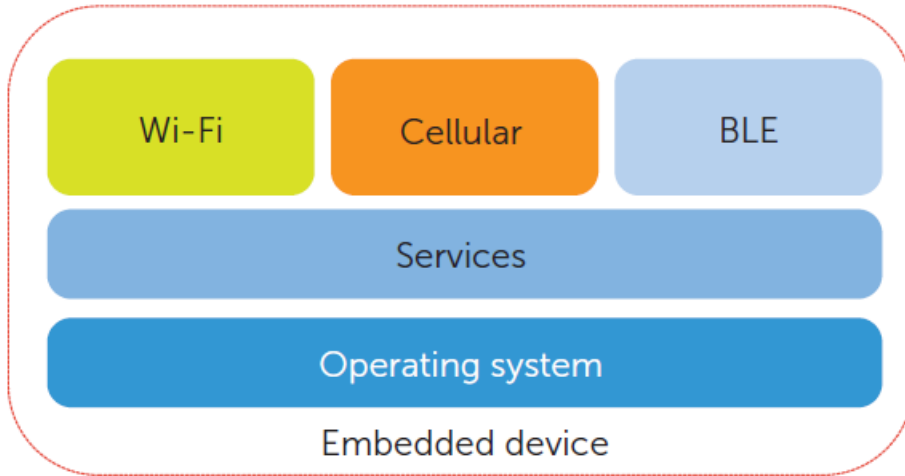 Wi-Fi
Cellular
BLE
Services
Operating system
Embedded device